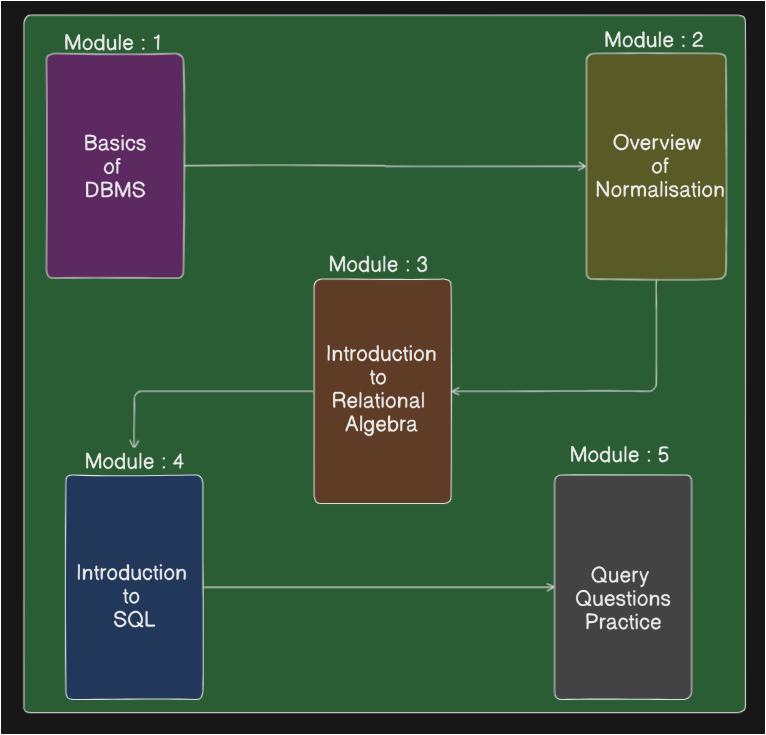 Module : 1
Basics
of
DBMS
Module : 2
Overview
of
Normalisation
Module : 3
Introduction
to
Relational
Algebra
Module : 4
Introduction
to
SQL
Module : 5
Query
Questions
Practice